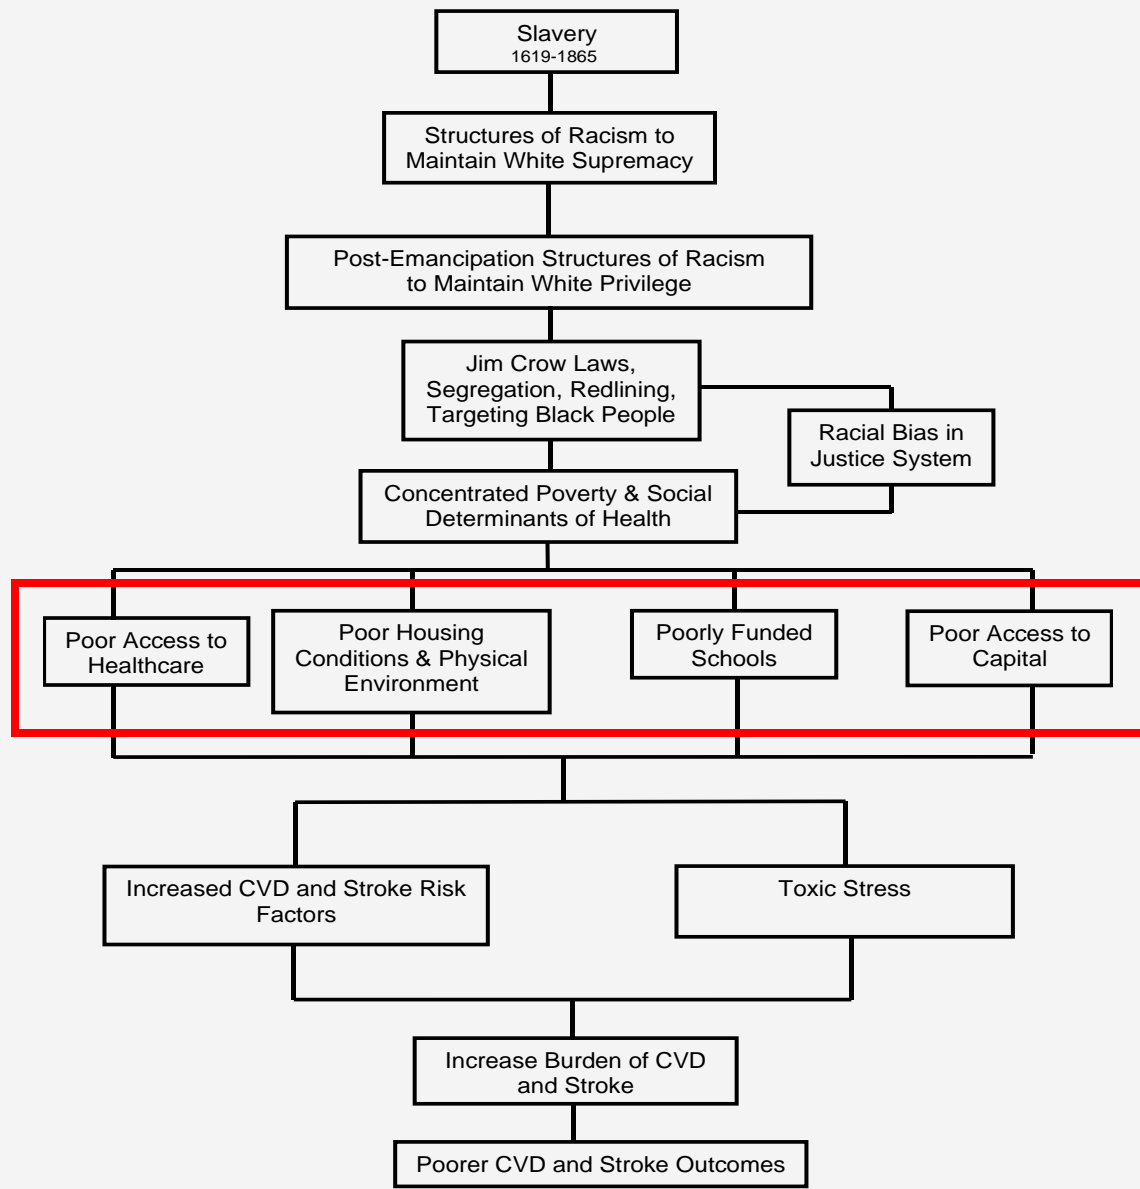 Slavery
1619-1865
Structures of Racism to
Maintain White Supremacy
Post-Emancipation Structures of Racism
to Maintain White Privilege
Jim Crow Laws,
Segregation, Redlining,
Targeting Black People
Racial Bias in
Justice System
Concentrated Poverty & Social
Determinants of Health
Poor Access to
Healthcare
Poor Housing
Conditions & Physical
Environment
Poorly Funded
Schools
Poor Access to
Capital
Increased CVD and Stroke Risk
Factors
Toxic Stress
Increase Burden of CVD
and Stroke
Poorer CVD and Stroke Outcomes